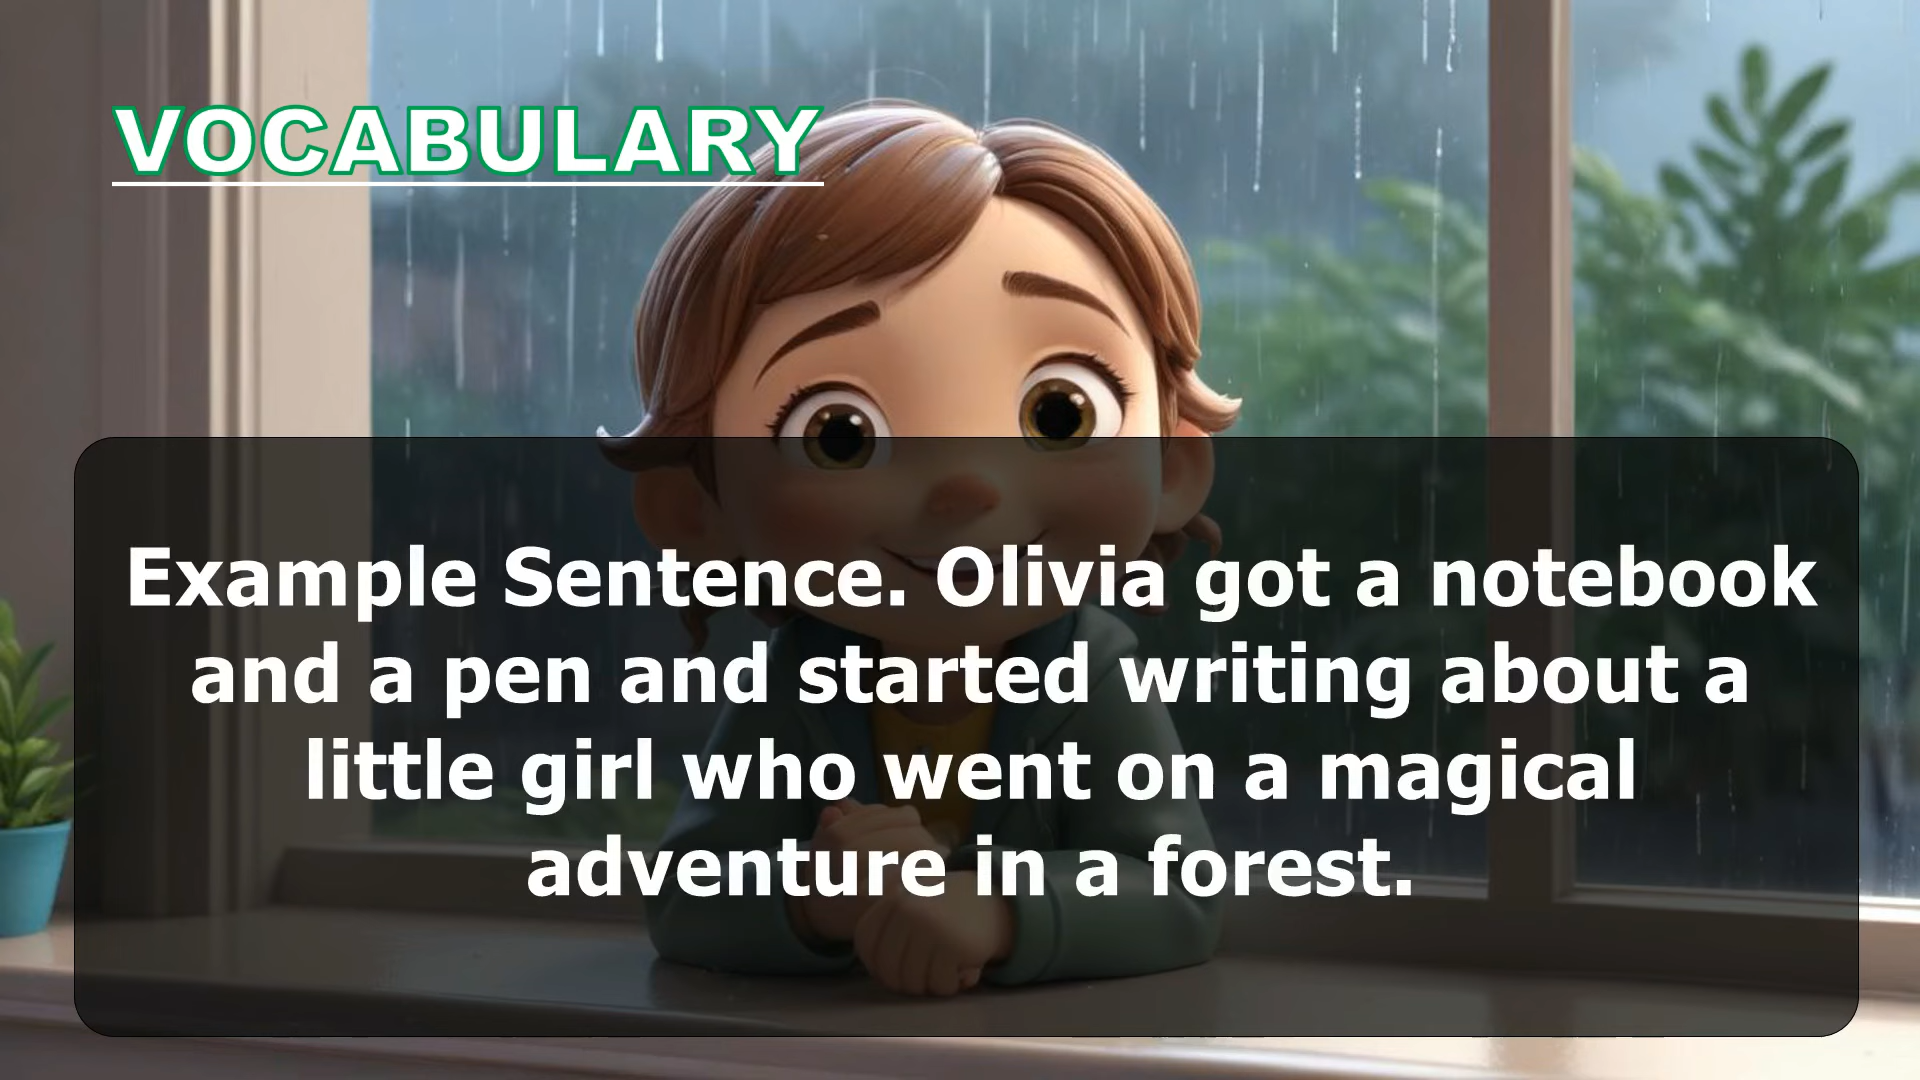 VOCABULARY
Example Sentence. Olivia got a notebook
and a pen and started writing about a
little girl who went on a magical
adventure in a forest.